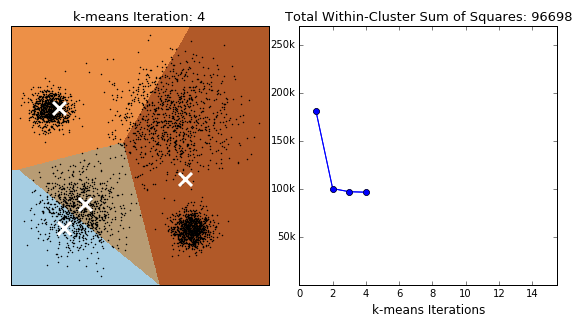 k-means Iteration: 4
Total Within-Cluster Sum of Squares: 96698
250k
200k
150k
100k
50k
0 2 4 6 8 10 12 14
k-means Iterations